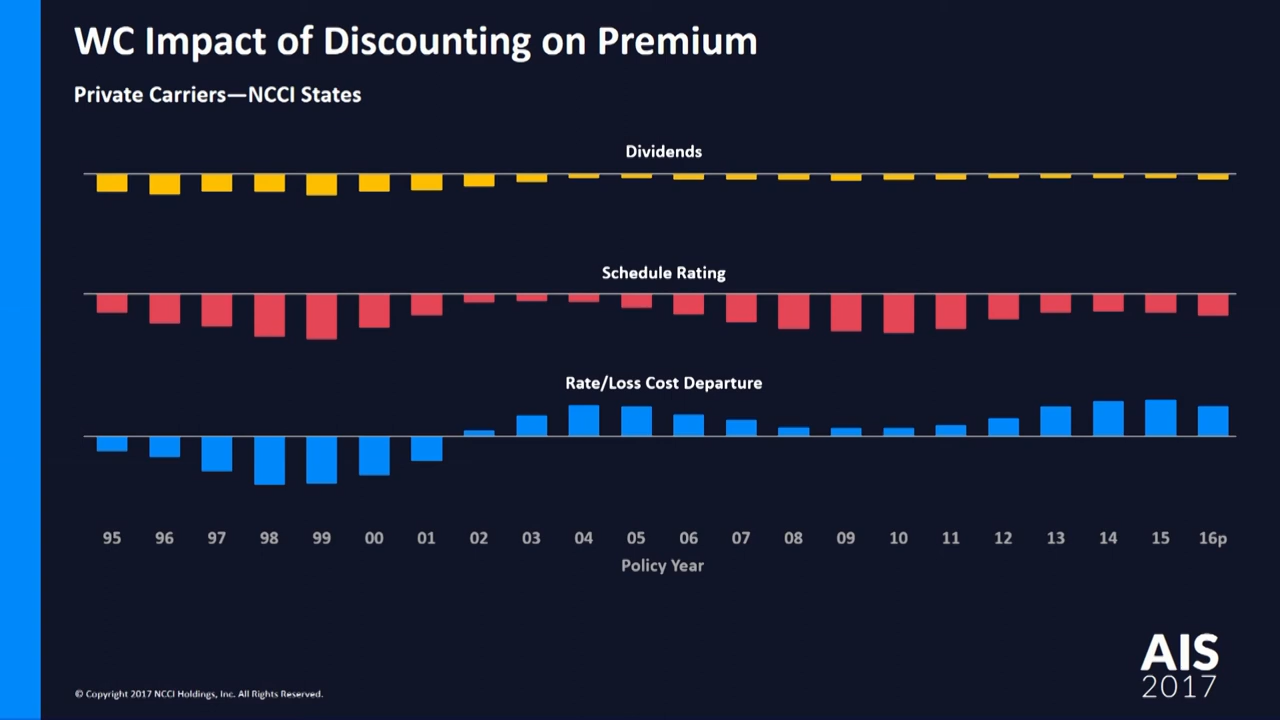 WC Impact of Discounting on Premium
Private Carriers—NCCI States
Dividends
Schedule Rating
Rate/Loss Cost Departure
95 96 97 98 99 00 01 02 03 04 05 06 07 08 09 10 11 12 13 14 15 16p
Policy Year
AIS
2017
© Copyright 2017 NCCI Holdings, Inc. All Rights Reserved.